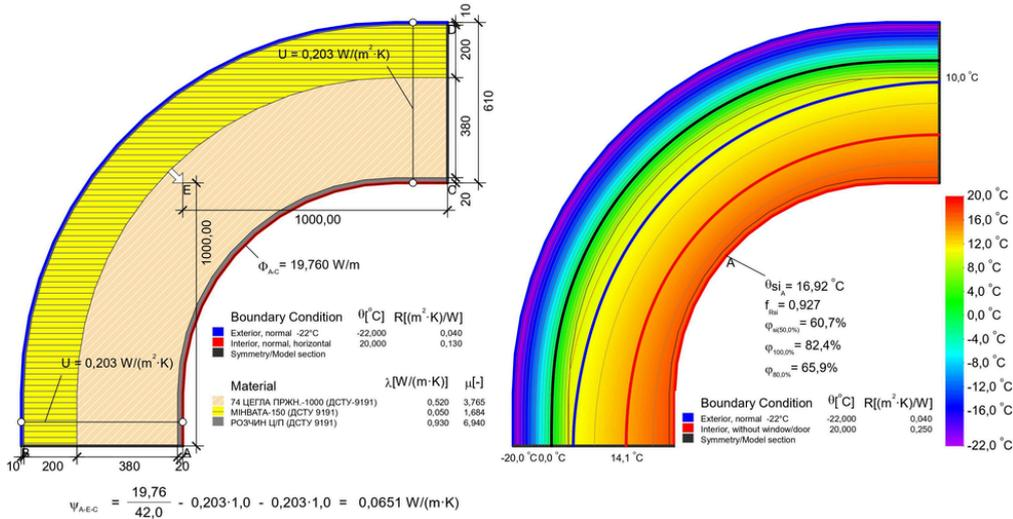 U = 0,203 W/(m²·K)
D
10
200
380
610
E
C
20
1000,00
1000,00
ΦA-C = 19,760 W/m
Boundary Condition θ[°C] R[(m²·K)/W]
Exterior, normal -22°C -22,000 0,040
Interior, normal, horizontal 20,000 0,130
Symmetry/Model section
U = 0,203 W/(m²·K)
Material λ[W/(m·K)] μ[-]
74 ЦЕГЛА ПРЖН.-1000 (ДСТУ-9191) 0,520 3,765
МІНВАТА-150 (ДСТУ 9191) 0,050 1,684
РОЗЧИН Ц/П (ДСТУ 9191) 0,930 6,940
B
A
10 200 380 20
ψA-E-C = 19,76 / 42,0 - 0,203·1,0 - 0,203·1,0 = 0,0651 W/(m·K)
10,0 °C
A
θsiA = 16,92 °C
fRsi = 0,927
φsi(50,0%) = 60,7%
φ100,0% = 82,4%
φ80,0% = 65,9%
Boundary Condition θ[°C] R[(m²·K)/W]
Exterior, normal -22°C -22,000 0,040
Interior, without window/door 20,000 0,250
Symmetry/Model section
-20,0 °C 0,0 °C 14,1 °C
20,0 °C
16,0 °C
12,0 °C
8,0 °C
4,0 °C
0,0 °C
-4,0 °C
-8,0 °C
-12,0 °C
-16,0 °C
-22,0 °C